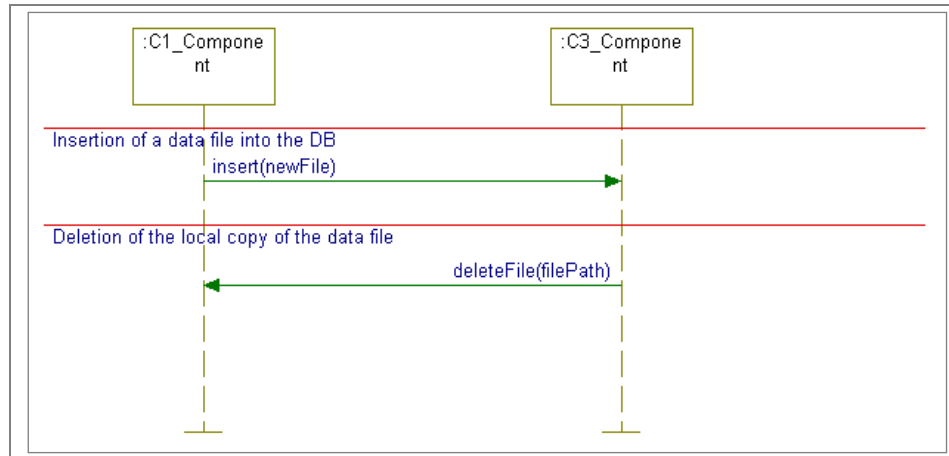 :C1_Compone
nt
:C3_Compone
nt
Insertion of a data file into the DB
insert(newFile)
Deletion of the local copy of the data file
deleteFile(filePath)